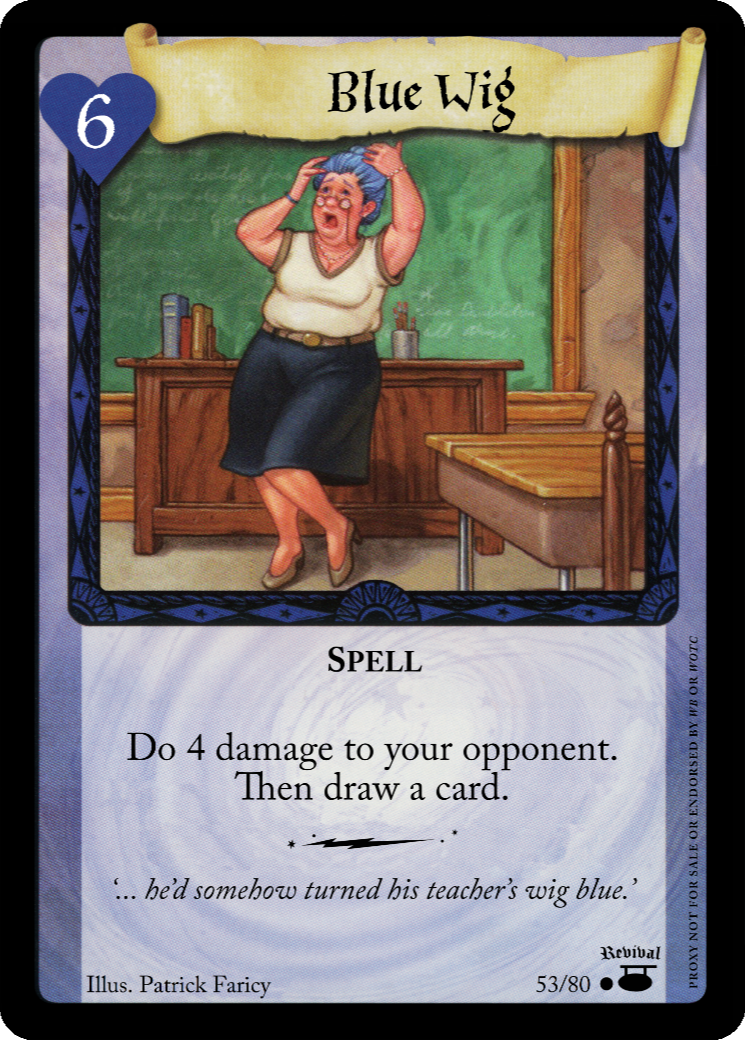 Blue Wig
6
SPELL
Do 4 damage to your opponent.
Then draw a card.
‘... he’d somehow turned his teacher’s wig blue.’
Revival
Illus. Patrick Faricy
53/80
PROXY NOT FOR SALE OR ENDORSED BY WB OR WOTC